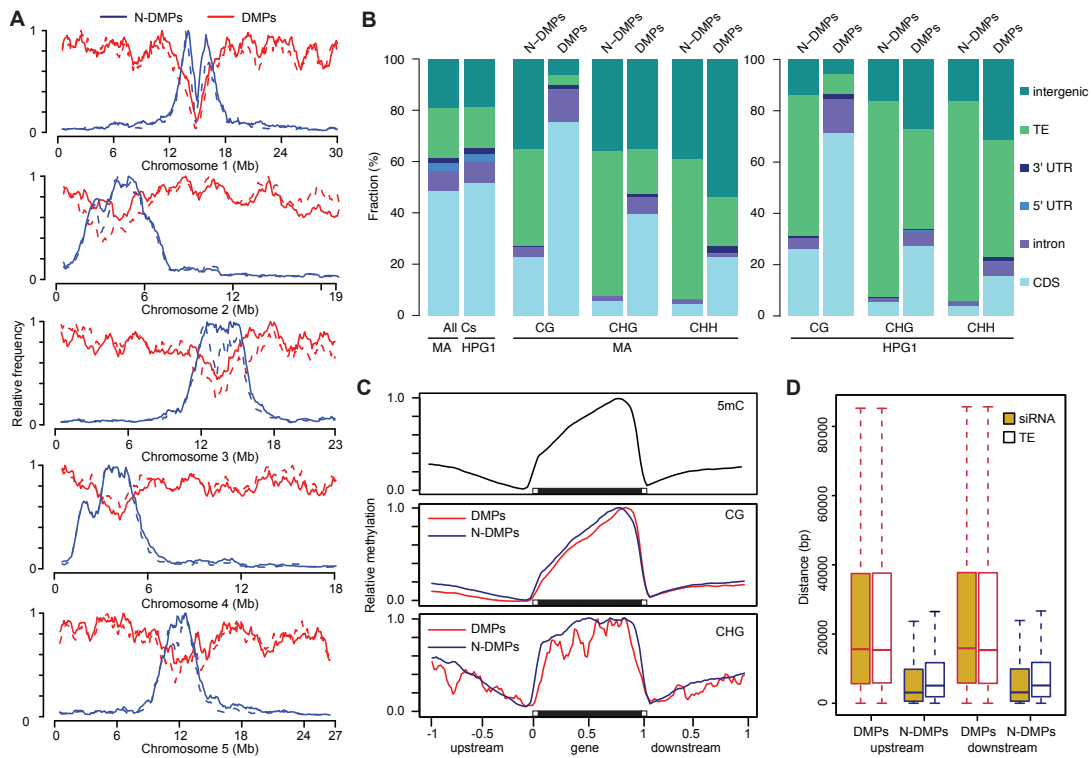 A
N-DMPs
DMPs
Relative frequency
1
0
0 6 12 18 24 30
Chromosome 1 (Mb)
1
0
0 6 12 19
Chromosome 2 (Mb)
1
0
0 6 12 18 23
Chromosome 3 (Mb)
1
0
0 6 12 18
Chromosome 4 (Mb)
1
0
0 6 12 18 27
Chromosome 5 (Mb)
B
N−DMPs DMPs N−DMPs DMPs N−DMPs DMPs N−DMPs DMPs N−DMPs DMPs N−DMPs DMPs
Fraction (%)
100
80
60
40
20
0
100
80
60
40
20
0
All Cs CG CHG CHH CG CHG CHH
MA HPG1 MA HPG1
intergenic
TE
3' UTR
5' UTR
intron
CDS
C
Relative methylation
1.0
0.0
5mC
1.0
0.0
DMPs
N-DMPs
CG
1.0
0.0
DMPs
N-DMPs
CHG
-1 -0.5 0 0.5 1 0.5 1
upstream gene downstream
D
siRNA
TE
Distance (bp)
80000
60000
40000
20000
0
DMPs N-DMPs DMPs N-DMPs
upstream downstream